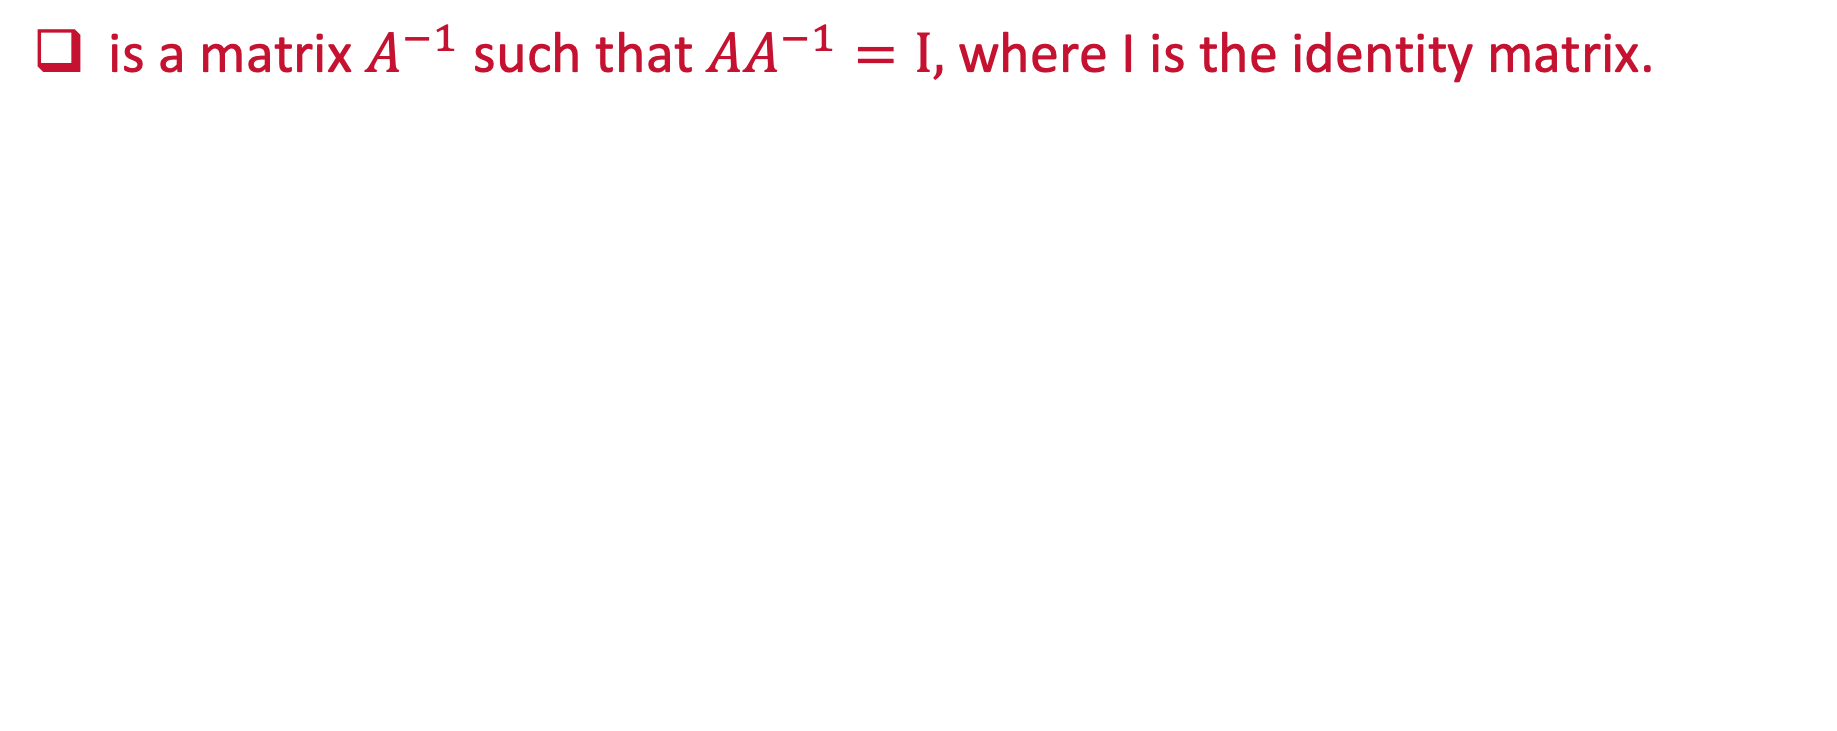 ❑ is a matrix 𝐴⁻¹ such that 𝐴𝐴⁻¹ = I, where I is the identity matrix.